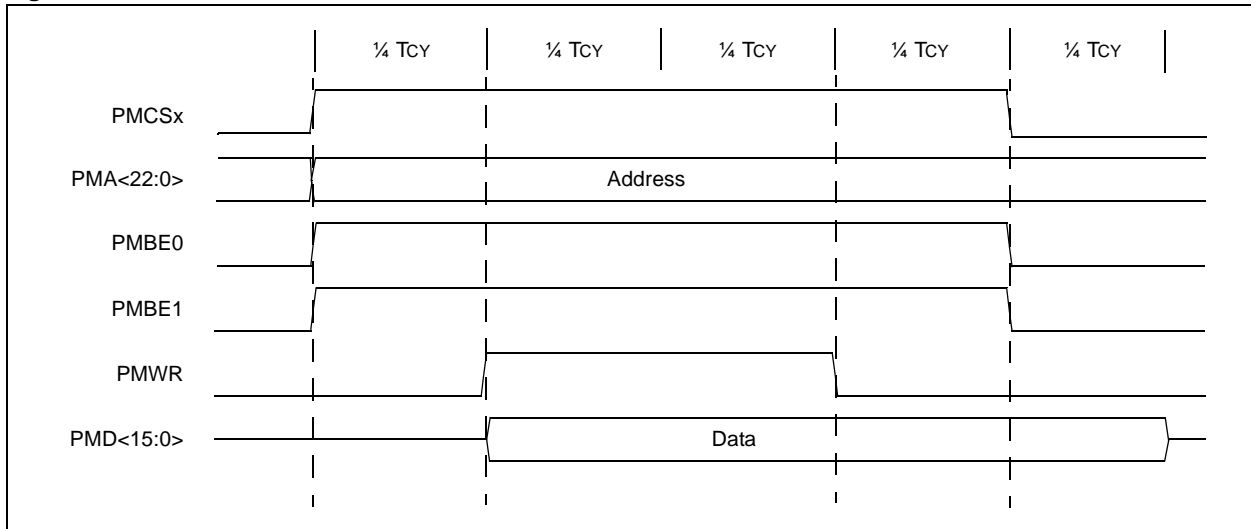 ¼ TCY ¼ TCY ¼ TCY ¼ TCY ¼ TCY
PMCSx
PMA<22:0> Address
PMBE0
PMBE1
PMWR
PMD<15:0> Data